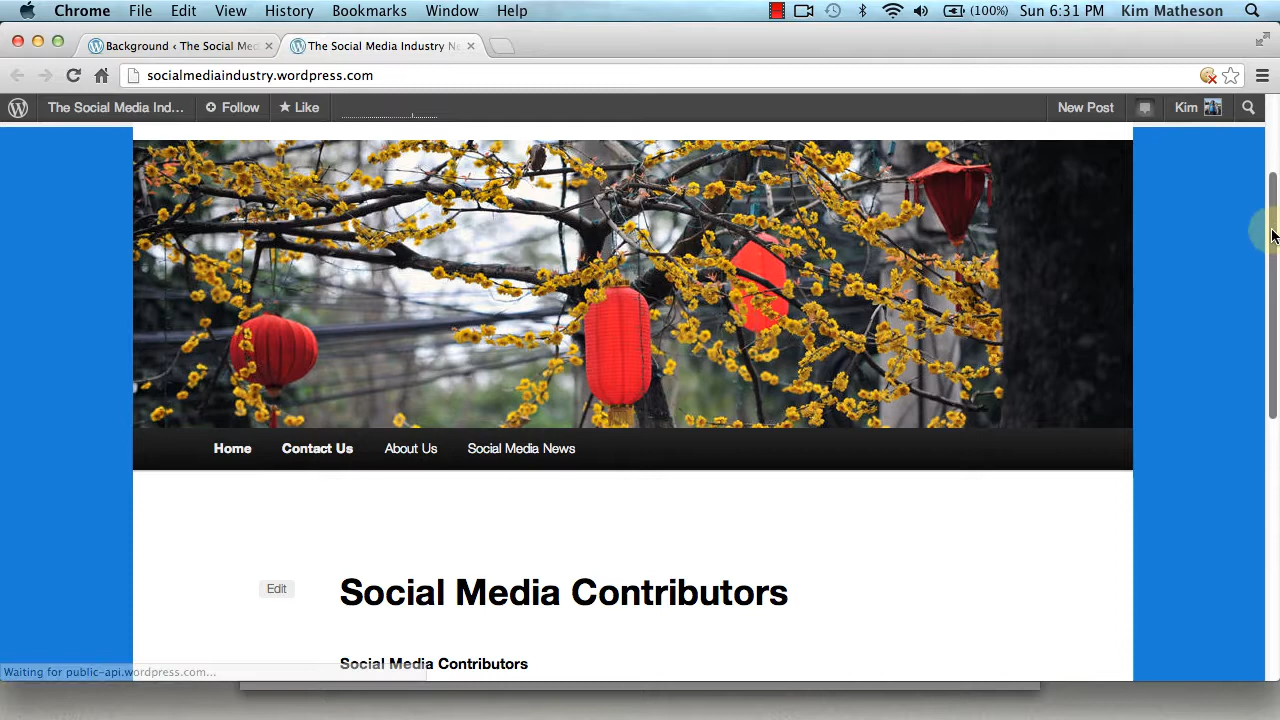 Chrome File Edit View History Bookmarks Window Help (100%) Sun 6:31 PM Kim Matheson
Background ‹ The Social Med The Social Media Industry Ne
socialmediaindustry.wordpress.com
The Social Media Ind... Follow Like New Post Kim
Home Contact Us About Us Social Media News
Edit Social Media Contributors
Social Media Contributors
Waiting for public-api.wordpress.com...